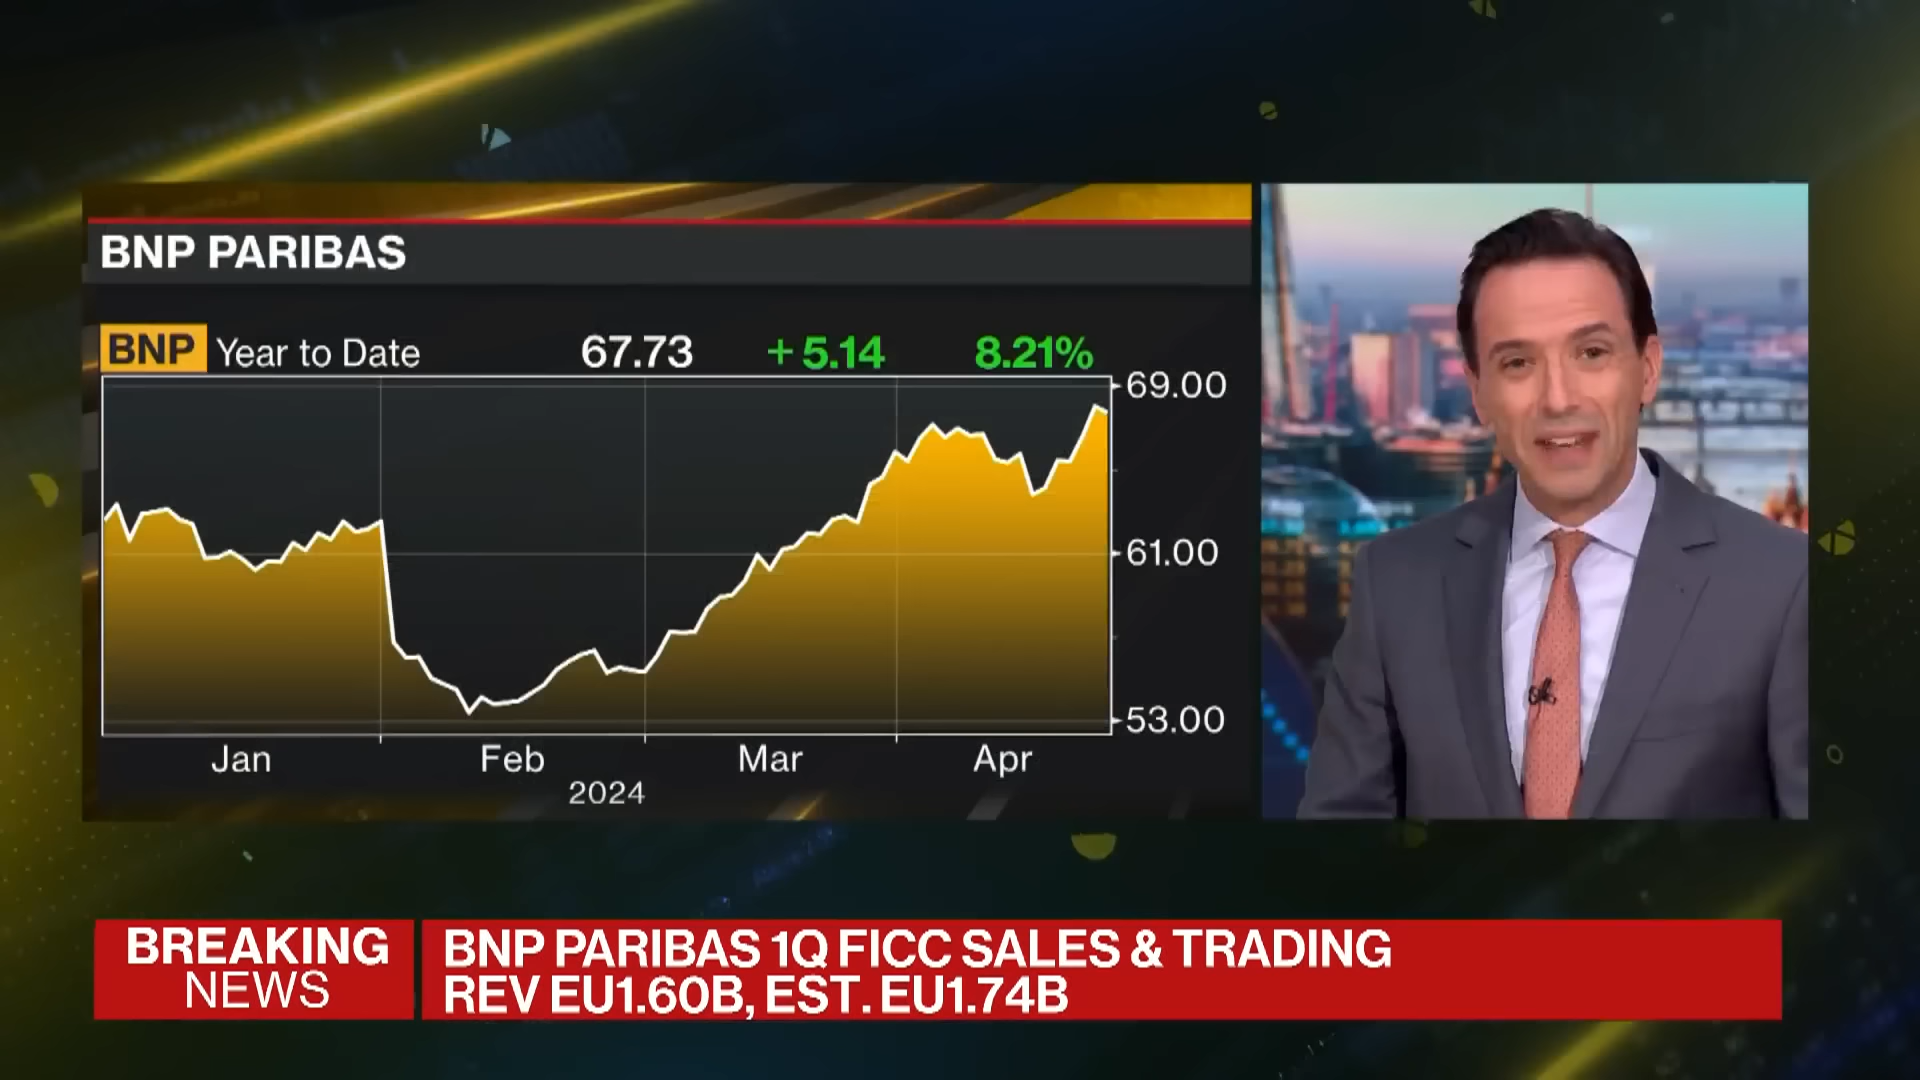 BNP PARIBAS
BNP Year to Date 67.73 +5.14 8.21%
69.00
61.00
53.00
Jan Feb Mar Apr
2024
BREAKING
NEWS
BNP PARIBAS 1Q FICC SALES & TRADING
REV EU1.60B, EST. EU1.74B